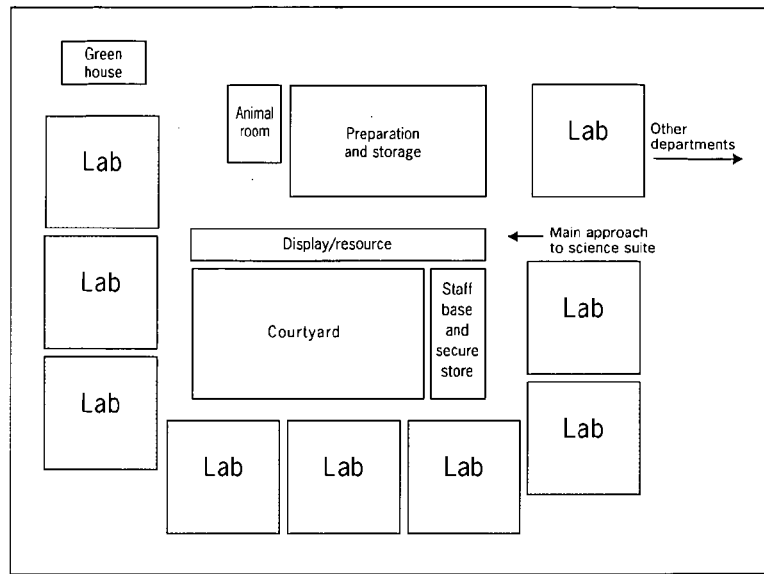 Green
house
Animal
room
Preparation
and storage
Lab
Other
departments
Lab
Main approach
to science suite
Display/resource
Lab
Courtyard
Staff
base
and
secure
store
Lab
Lab
Lab
Lab
Lab
Lab